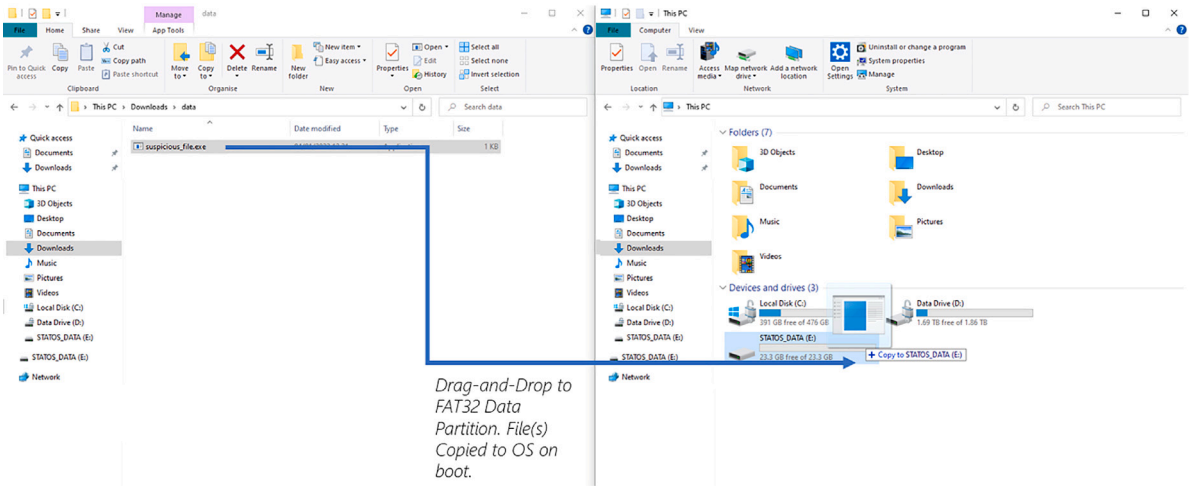 Manage data
File Home Share View App Tools
Pin to Quick access
Copy
Paste
Cut
Copy path
Paste shortcut
Clipboard
Move to
Copy to
Delete
Rename
Organise
New folder
New item
Easy access
New
Properties
Open
Edit
History
Open
Select all
Select none
Invert selection
Select
This PC > Downloads > data
Search data
Quick access
Documents
Downloads
This PC
3D Objects
Desktop
Documents
Downloads
Music
Pictures
Videos
Local Disk (C:)
Data Drive (D:)
STATOS_DATA (E:)
STATOS_DATA (E:)
Network
Name Date modified Type Size
suspicious_file.exe 1 KB
Drag-and-Drop to
FAT32 Data
Partition. File(s)
Copied to OS on
boot.
This PC
File Computer View
Properties
Open
Rename
Location
Access media
Map network drive
Add a network location
Network
Open Settings
Uninstall or change a program
System properties
Manage
System
This PC
Search This PC
Quick access
Documents
Downloads
This PC
3D Objects
Desktop
Documents
Downloads
Music
Pictures
Videos
Local Disk (C:)
Data Drive (D:)
STATOS_DATA (E:)
STATOS_DATA (E:)
Network
Folders (7)
3D Objects
Desktop
Documents
Downloads
Music
Pictures
Videos
Devices and drives (3)
Local Disk (C:)
391 GB free of 476 GB
Data Drive (D:)
1.69 TB free of 1.86 TB
STATOS_DATA (E:)
23.3 GB free of 23.3 GB
+ Copy to STATOS_DATA (E:)